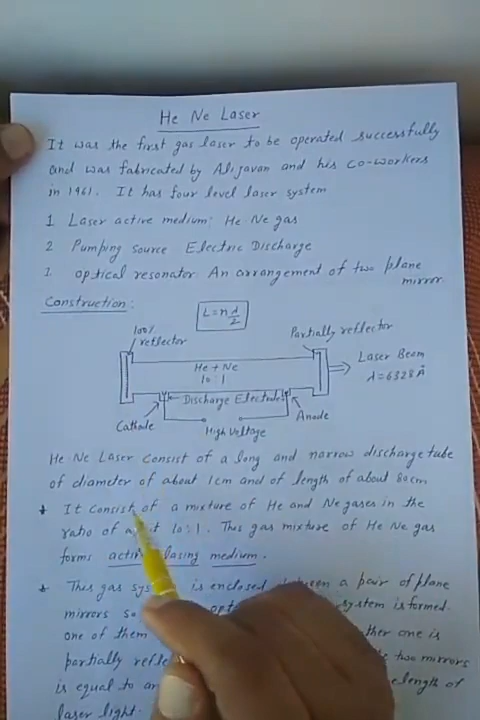 He Ne Laser
It was the first gas laser to be operated successfully
and was fabricated by Alijavan and his co-workers
in 1961. It has four level laser system
1 Laser active medium: He-Ne gas
2 Pumping Source Electric Discharge
optical resonator An arrangement of two plane
mirror
Construction:
L=nλ/2
100%
reflector
Partially reflector
He + Ne
10 : 1
Laser Beam
λ=6328Å
Discharge Electrode
Cathode
Anode
High Voltage
He Ne Laser consist of a long and narrow discharge tube
of diameter of about 1cm and of length of about 80cm
* It consist of a mixture of He and Ne gases in the
ratio of 10:1. This gas mixture of He Ne gas
forms active lasing medium.
* This gas is enclosed between a pair of plane
mirrors system is formed.
one of them other one is
partially two mirrors
is equal to of
laser light.